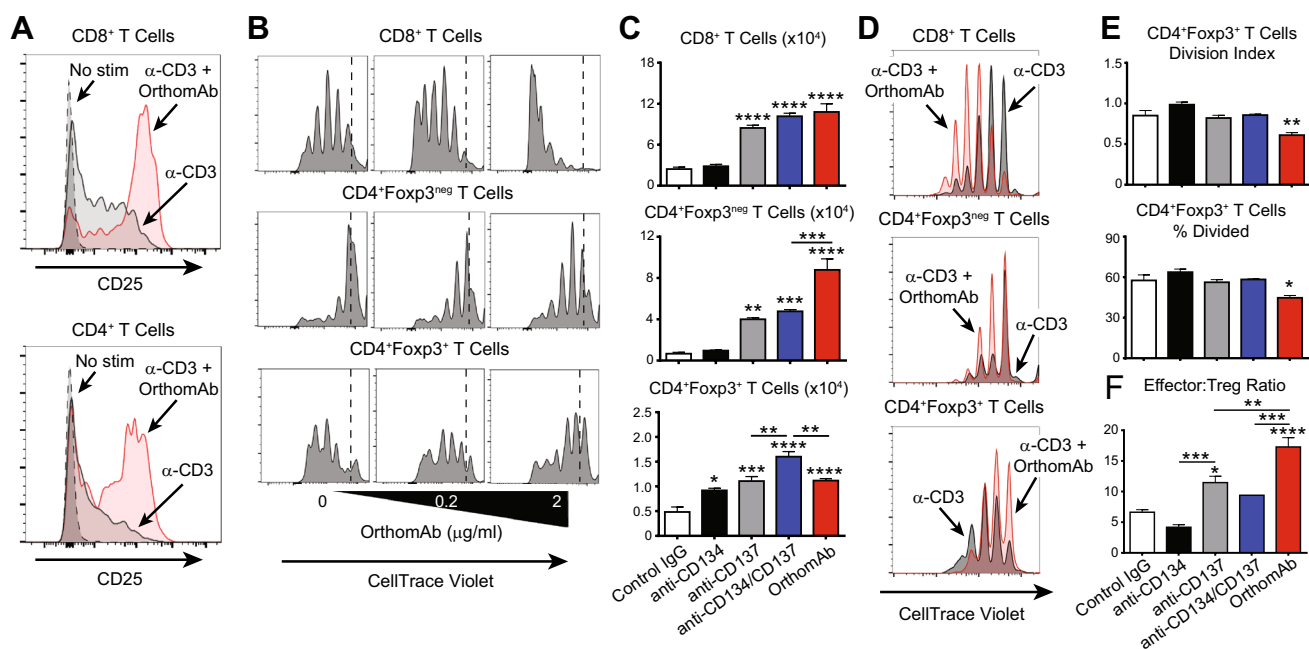 A
CD8⁺ T Cells
No stim
α-CD3 +
OrthomAb
α-CD3
CD25
CD4⁺ T Cells
No stim
α-CD3 +
OrthomAb
α-CD3
CD25
B
CD8⁺ T Cells
CD4⁺Foxp3ⁿᵉᵍ T Cells
CD4⁺Foxp3⁺ T Cells
0
0.2
2
OrthomAb (μg/ml)
CellTrace Violet
C
CD8⁺ T Cells (x10⁴)
18
12
6
0
****
****
****
CD4⁺Foxp3ⁿᵉᵍ T Cells (x10⁴)
12
8
4
0
**
***
***
****
CD4⁺Foxp3⁺ T Cells (x10⁴)
2.5
2.0
1.5
1.0
0.5
0
*
***
**
****
**
****
Control IgG
anti-CD134
anti-CD137
anti-CD134/CD137
OrthomAb
D
CD8⁺ T Cells
α-CD3 +
OrthomAb
α-CD3
CD4⁺Foxp3ⁿᵉᵍ T Cells
α-CD3 +
OrthomAb
α-CD3
CD4⁺Foxp3⁺ T Cells
α-CD3 +
OrthomAb
α-CD3
CellTrace Violet
E
CD4⁺Foxp3⁺ T Cells
Division Index
1.5
1.0
0.5
0
**
CD4⁺Foxp3⁺ T Cells
% Divided
90
60
30
0
*
F
Effector:Treg Ratio
20
15
10
5
0
***
*
**
***
****
Control IgG
anti-CD134
anti-CD137
anti-CD134/CD137
OrthomAb